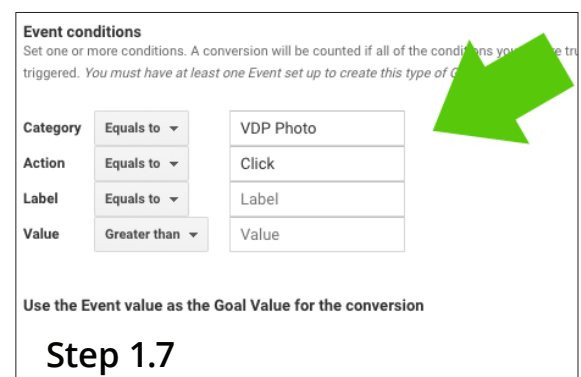 Event conditions
Set one or more conditions. A conversion will be counted if all of the conditions you
triggered. You must have at least one Event set up to create this type of
Category Equals to VDP Photo
Action Equals to Click
Label Equals to Label
Value Greater than Value
Use the Event value as the Goal Value for the conversion
Step 1.7